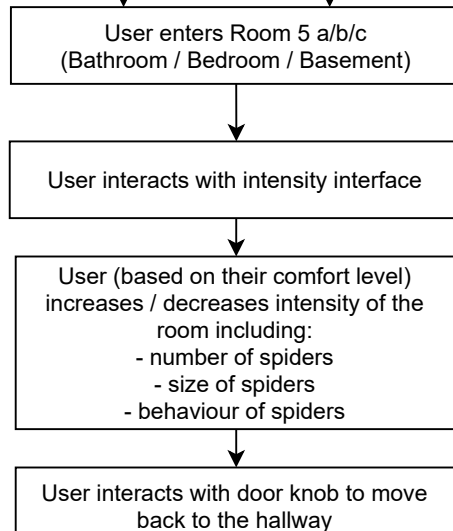 User enters Room 5 a/b/c
(Bathroom / Bedroom / Basement)
User interacts with intensity interface
User (based on their comfort level)
increases / decreases intensity of the
room including:
- number of spiders
- size of spiders
- behaviour of spiders
User interacts with door knob to move
back to the hallway